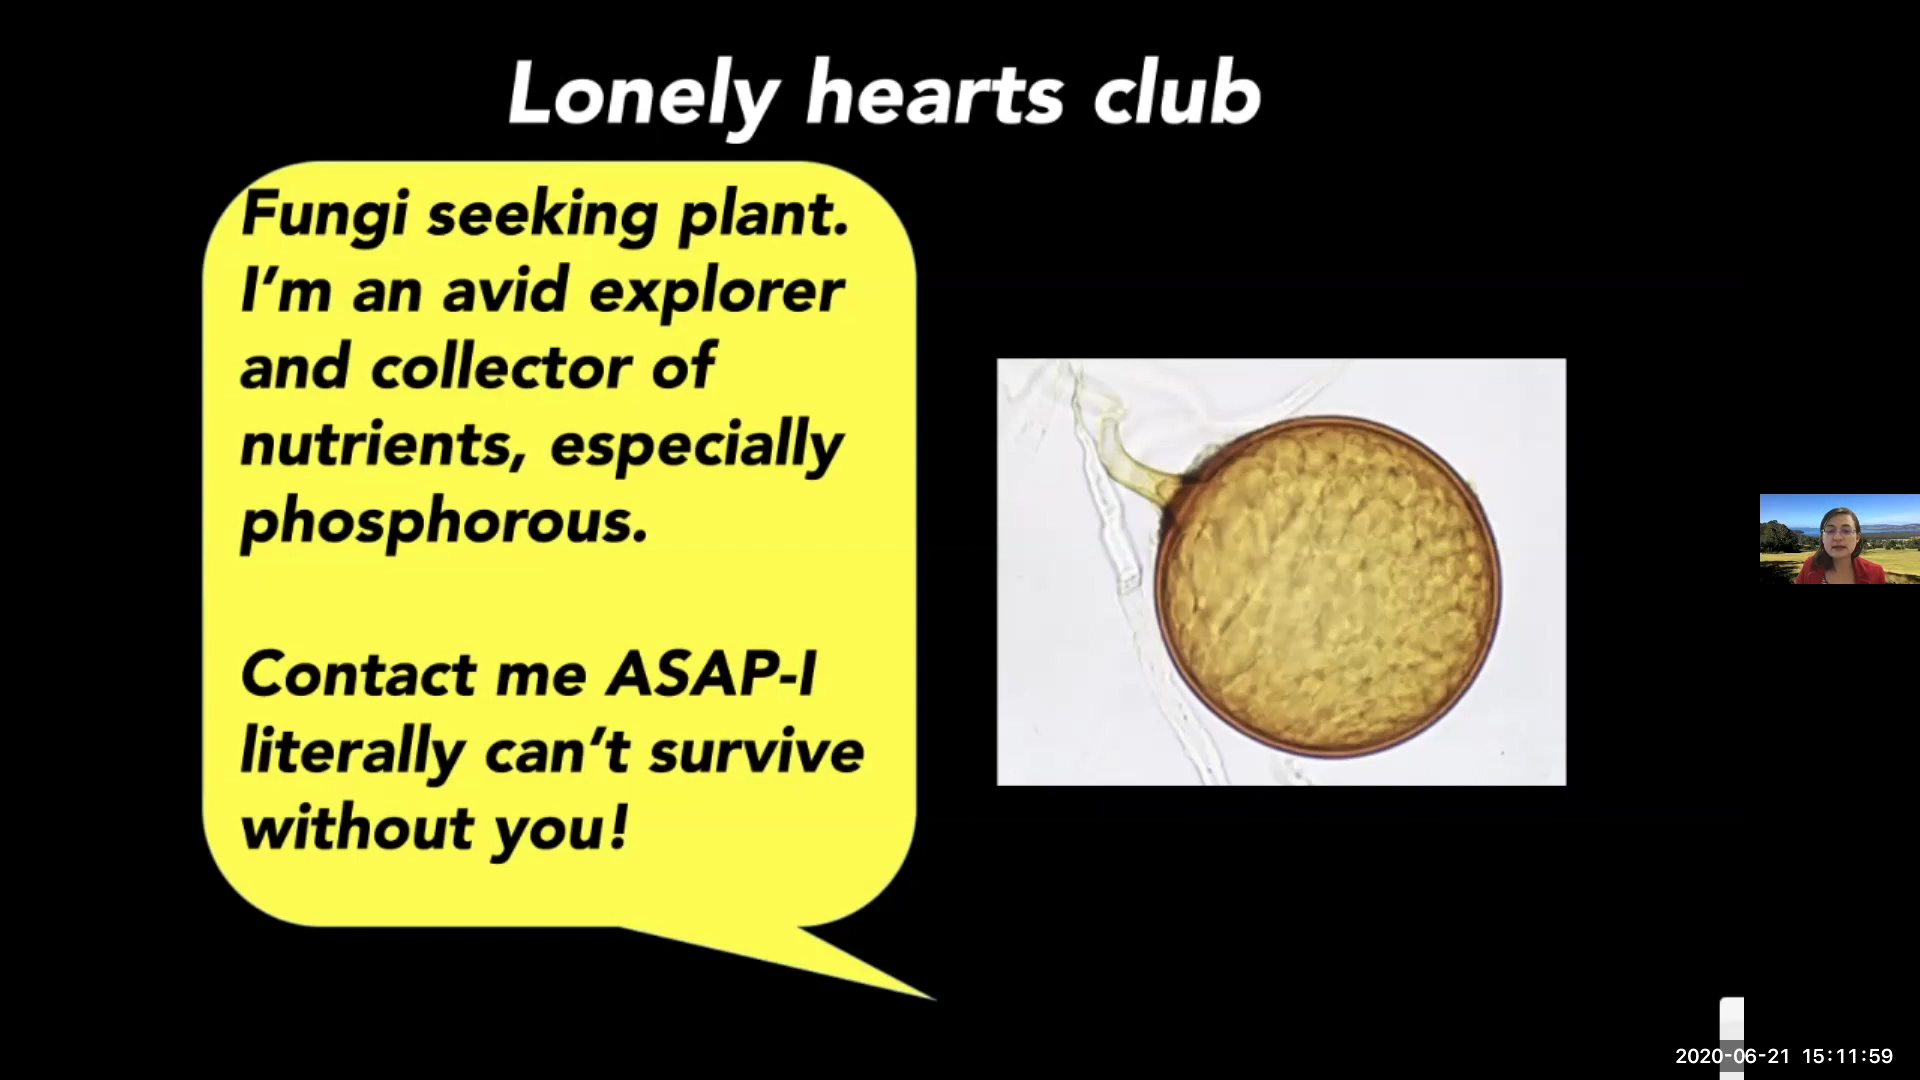 Lonely hearts club
Fungi seeking plant.
I'm an avid explorer
and collector of
nutrients, especially
phosphorous.
Contact me ASAP-I
literally can't survive
without you!
2020-06-21 15:11:59